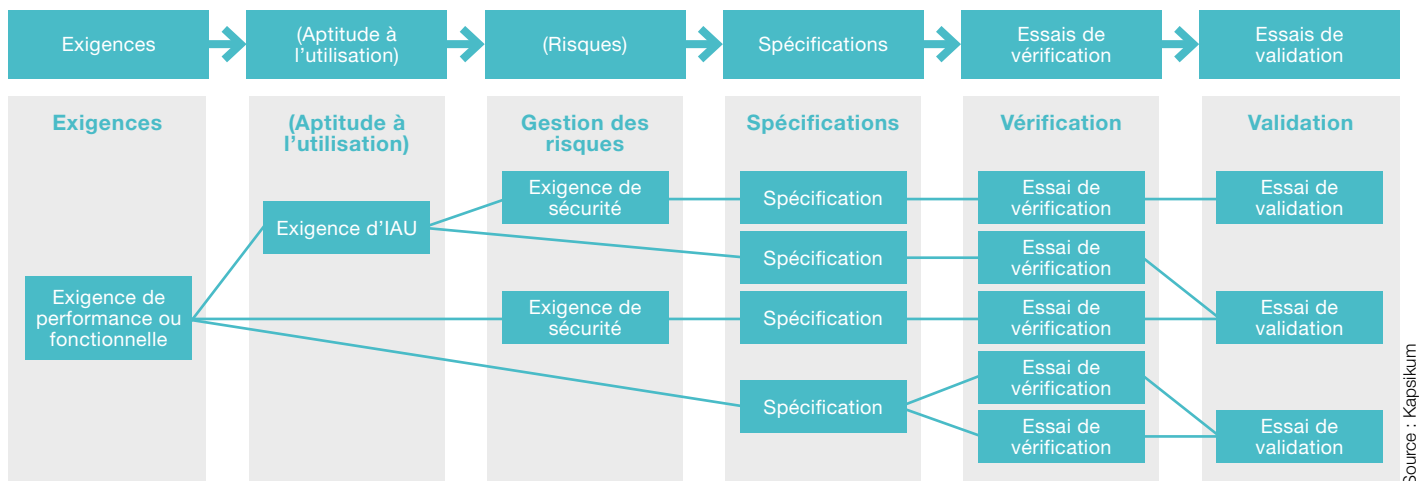 Exigences
(Aptitude à
l’utilisation)
(Risques)
Spécifications
Essais de
vérification
Essais de
validation
Exigences
(Aptitude à
l’utilisation)
Gestion des
risques
Spécifications
Vérification
Validation
Exigence de
performance ou
fonctionnelle
Exigence d’IAU
Exigence de
sécurité
Exigence de
sécurité
Spécification
Spécification
Spécification
Spécification
Essai de
vérification
Essai de
vérification
Essai de
vérification
Essai de
vérification
Essai de
vérification
Essai de
validation
Essai de
validation
Essai de
validation
Source : Kapsikum